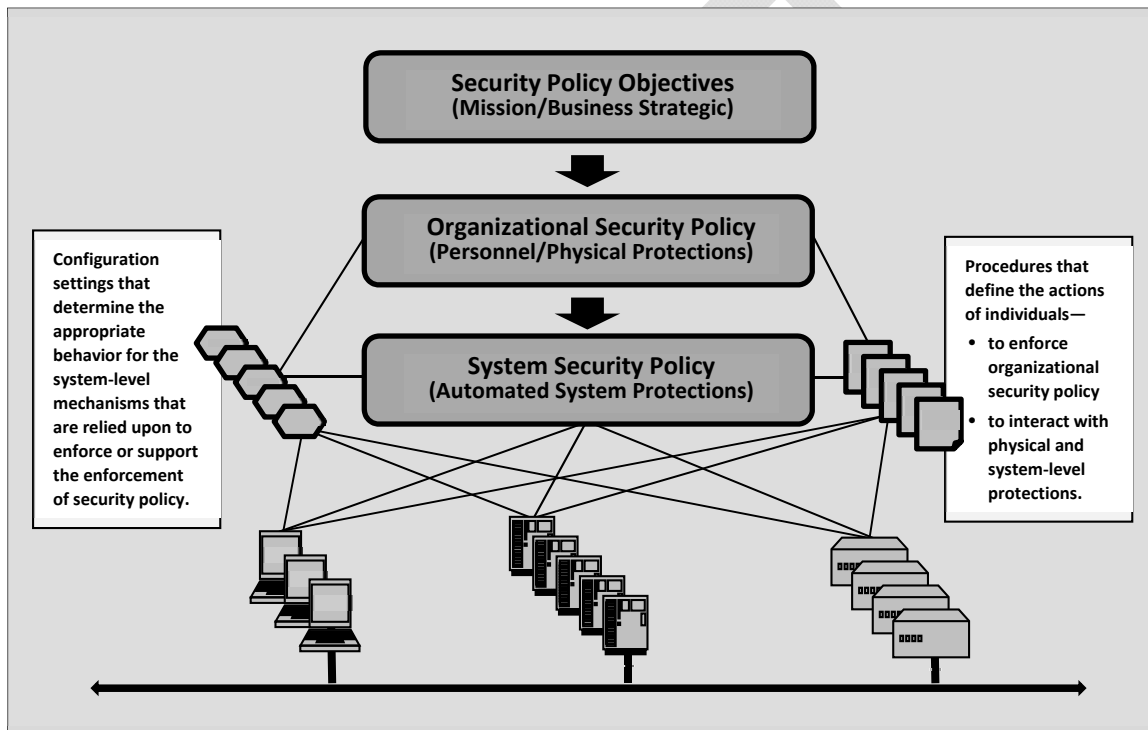 Security Policy Objectives
(Mission/Business Strategic)
Organizational Security Policy
(Personnel/Physical Protections)
System Security Policy
(Automated System Protections)
Configuration
settings that
determine the
appropriate
behavior for the
system-level
mechanisms that
are relied upon to
enforce or support
the enforcement
of security policy.
Procedures that
define the actions
of individuals—
• to enforce
organizational
security policy
• to interact with
physical and
system-level
protections.